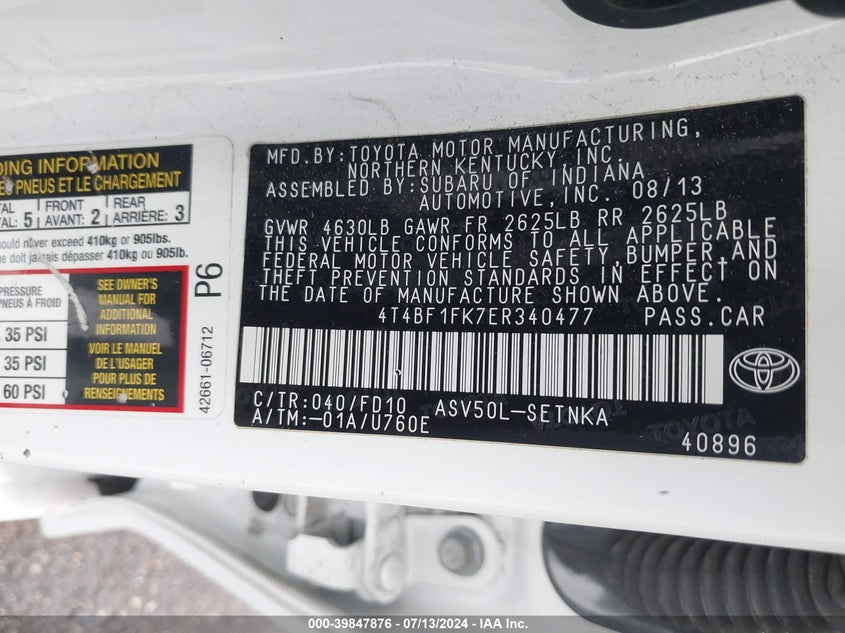 DING INFORMATION
ES PNEUS ET LE CHARGEMENT
TAL FRONT REAR
TAL: 5 AVANT: 2 ARRIÈRE: 3
hould never exceed 410kg or 905lbs.
ne doit jamais dépasser 410kg ou 905lb.
PRESSURE
PNEUS À FROID
35 PSI
35 PSI
60 PSI
SEE OWNER'S
MANUAL FOR
ADDITIONAL
INFORMATION
VOIR LE MANUEL
DE L'USAGER
POUR PLUS DE
RENSEIGNEMENTS
42661-06712 P6
MFD.BY:TOYOTA MOTOR MANUFACTURING,
NORTHERN KENTUCKY, INC.
ASSEMBLED BY:SUBARU OF INDIANA
AUTOMOTIVE, INC. 08/13
GVWR 4630LB GAWR FR 2625LB RR 2625LB
THIS VEHICLE CONFORMS TO ALL APPLICABLE
FEDERAL MOTOR VEHICLE SAFETY,BUMPER,AND
THEFT PREVENTION STANDARDS IN EFFECT ON
THE DATE OF MANUFACTURE SHOWN ABOVE.
4T4BF1FK7ER340477 PASS.CAR
C/TR:040/FD10 ASV50L-SETNKA
A/TM:-01A/U760E
TOYOTA
40896
000-39847876 - 07/13/2024 - IAA Inc.